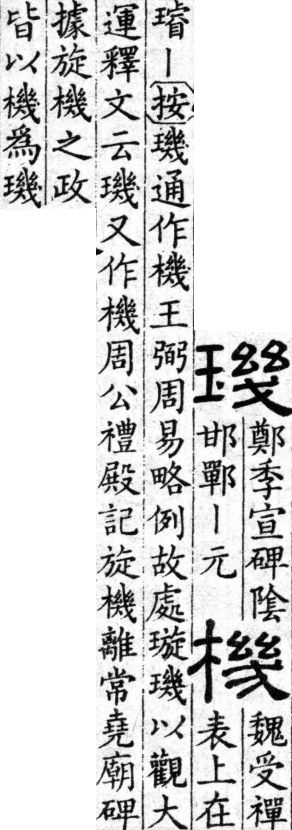 璣
鄭季宣碑陰
邯鄲丨元
機
魏受禪
表上在
璿丨按璣通作機王弼周易略例故處璇璣以觀大
運釋文云璣又作機周公禮殿記旋機離常堯廟碑
據旋機之政
皆以機爲璣